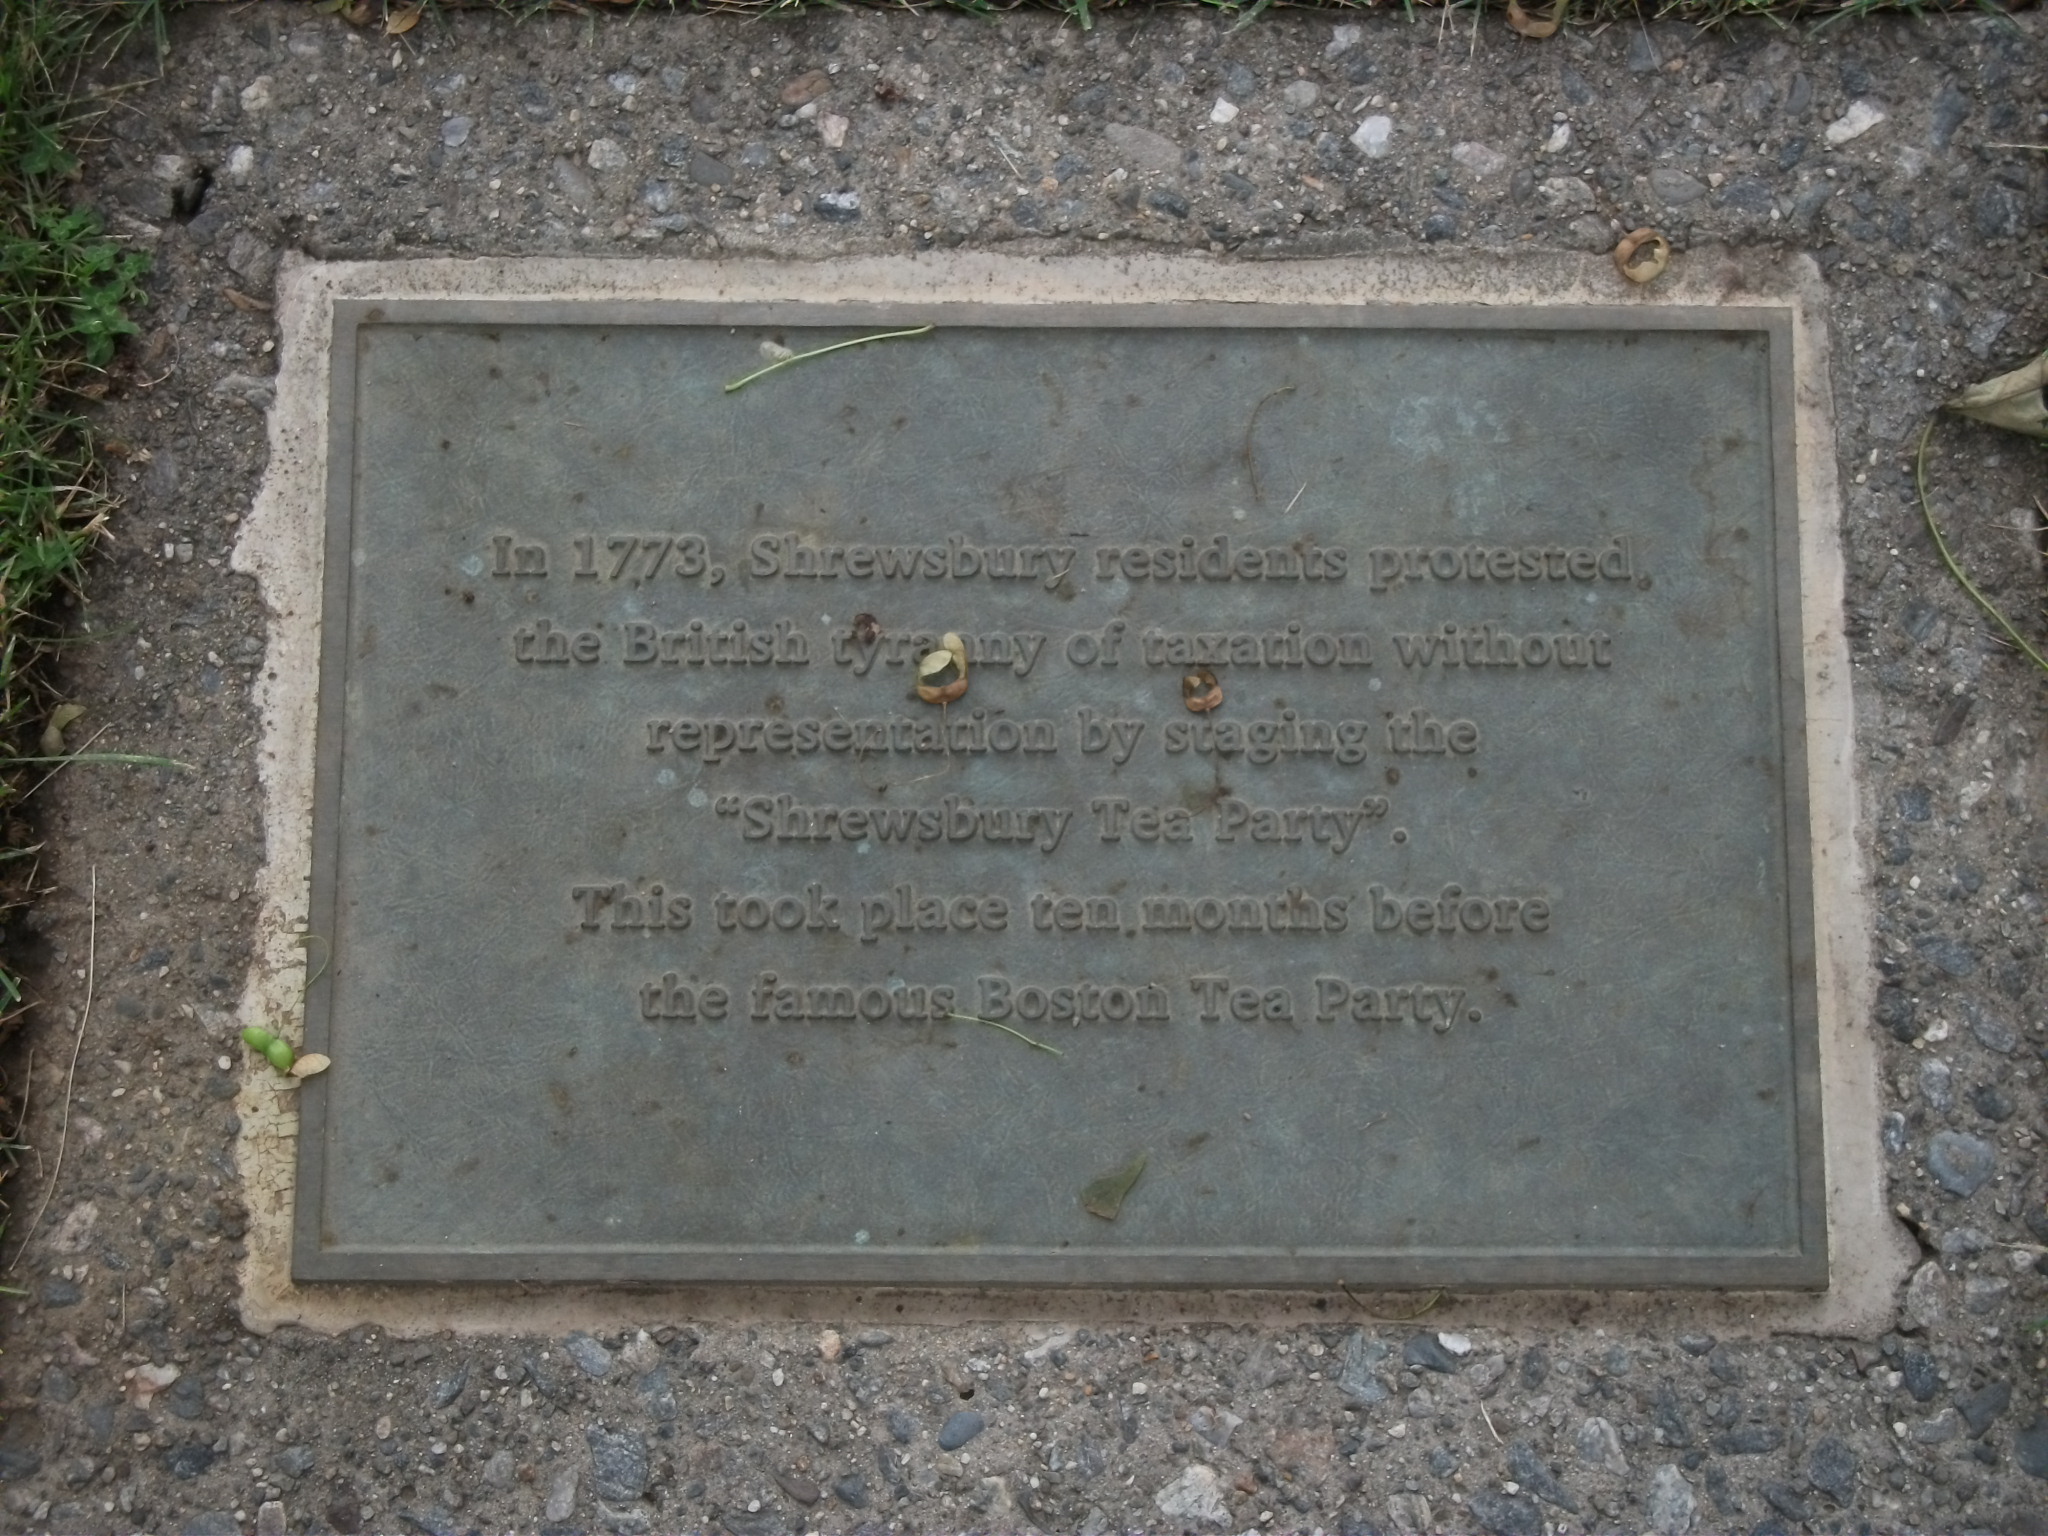 In 1773, Shrewsbury residents protested
the British tyranny of taxation without
representation by staging the
“Shrewsbury Tea Party”.
This took place ten months before
the famous Boston Tea Party.